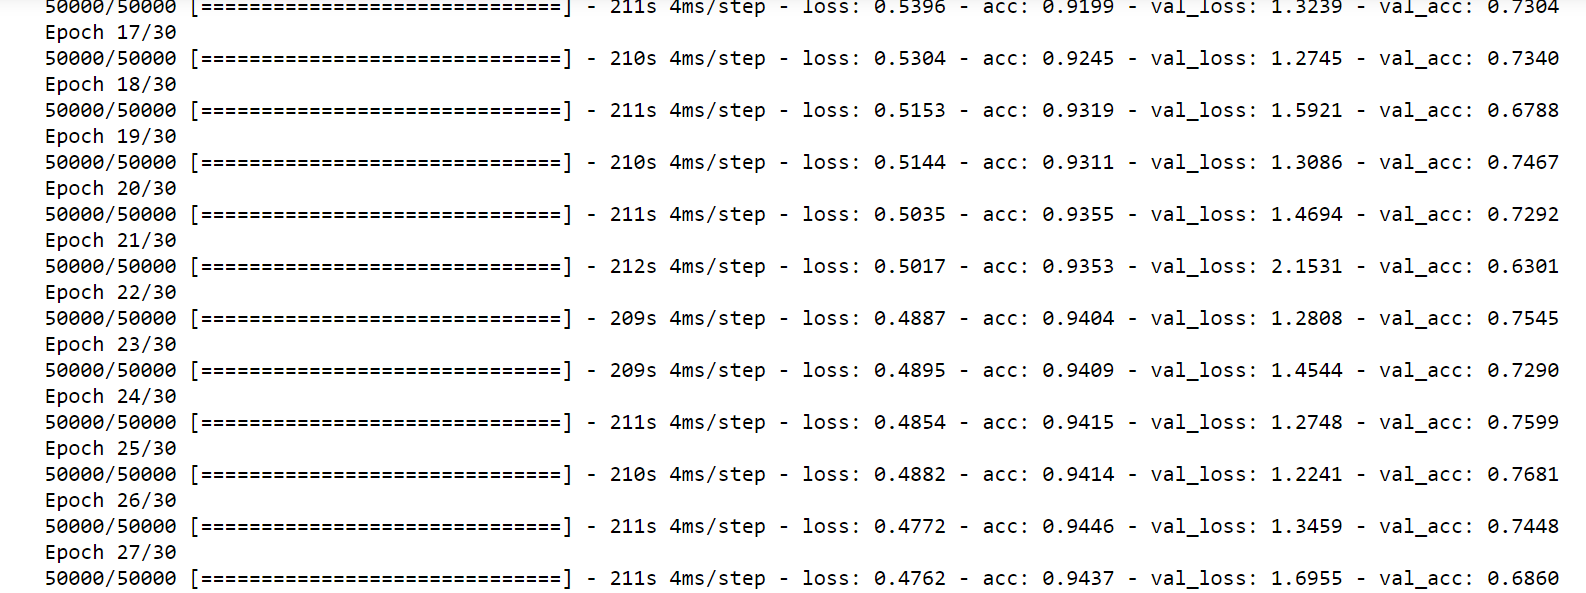 50000/50000 [==============================] - 211s 4ms/step - loss: 0.5396 - acc: 0.9199 - val_loss: 1.3239 - val_acc: 0.7304
Epoch 17/30
50000/50000 [==============================] - 210s 4ms/step - loss: 0.5304 - acc: 0.9245 - val_loss: 1.2745 - val_acc: 0.7340
Epoch 18/30
50000/50000 [==============================] - 211s 4ms/step - loss: 0.5153 - acc: 0.9319 - val_loss: 1.5921 - val_acc: 0.6788
Epoch 19/30
50000/50000 [==============================] - 210s 4ms/step - loss: 0.5144 - acc: 0.9311 - val_loss: 1.3086 - val_acc: 0.7467
Epoch 20/30
50000/50000 [==============================] - 211s 4ms/step - loss: 0.5035 - acc: 0.9355 - val_loss: 1.4694 - val_acc: 0.7292
Epoch 21/30
50000/50000 [==============================] - 212s 4ms/step - loss: 0.5017 - acc: 0.9353 - val_loss: 2.1531 - val_acc: 0.6301
Epoch 22/30
50000/50000 [==============================] - 209s 4ms/step - loss: 0.4887 - acc: 0.9404 - val_loss: 1.2808 - val_acc: 0.7545
Epoch 23/30
50000/50000 [==============================] - 209s 4ms/step - loss: 0.4895 - acc: 0.9409 - val_loss: 1.4544 - val_acc: 0.7290
Epoch 24/30
50000/50000 [==============================] - 211s 4ms/step - loss: 0.4854 - acc: 0.9415 - val_loss: 1.2748 - val_acc: 0.7599
Epoch 25/30
50000/50000 [==============================] - 210s 4ms/step - loss: 0.4882 - acc: 0.9414 - val_loss: 1.2241 - val_acc: 0.7681
Epoch 26/30
50000/50000 [==============================] - 211s 4ms/step - loss: 0.4772 - acc: 0.9446 - val_loss: 1.3459 - val_acc: 0.7448
Epoch 27/30
50000/50000 [==============================] - 211s 4ms/step - loss: 0.4762 - acc: 0.9437 - val_loss: 1.6955 - val_acc: 0.6860